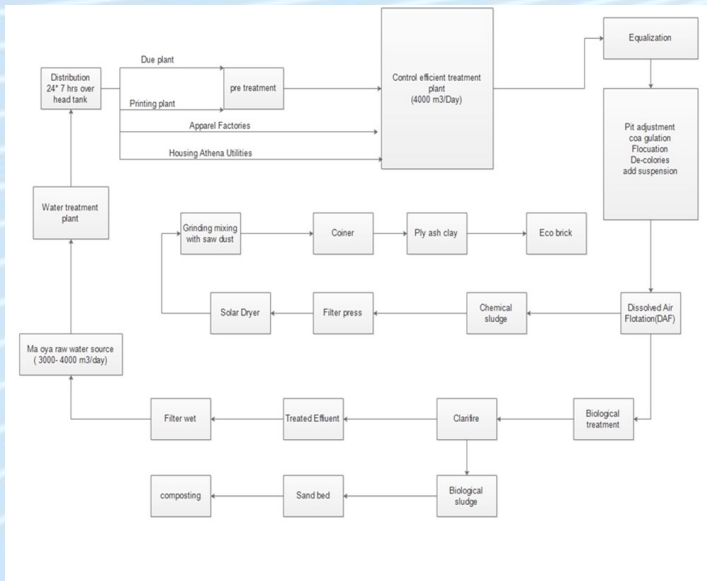 Due plant
Distribution
24* 7 hrs over
head tank
pre treatment
Printing plant
Apparel Factories
Housing Athena Utilities
Control efficient treatment
plant
(4000 m3/Day)
Equalization
Pit adjustment
coa gulation
Flocuation
De-colories
add suspension
Water treatment
plant
Grinding mixing
with saw dust
Coiner
Ply ash clay
Eco brick
Solar Dryer
Filter press
Chemical
sludge
Dissolved Air
Flotation(DAF)
Ma oya raw water source
( 3000- 4000 m3/day)
Filter wet
Treated Effluent
Clarifire
Biological
treatment
composting
Sand bed
Biological
sludge